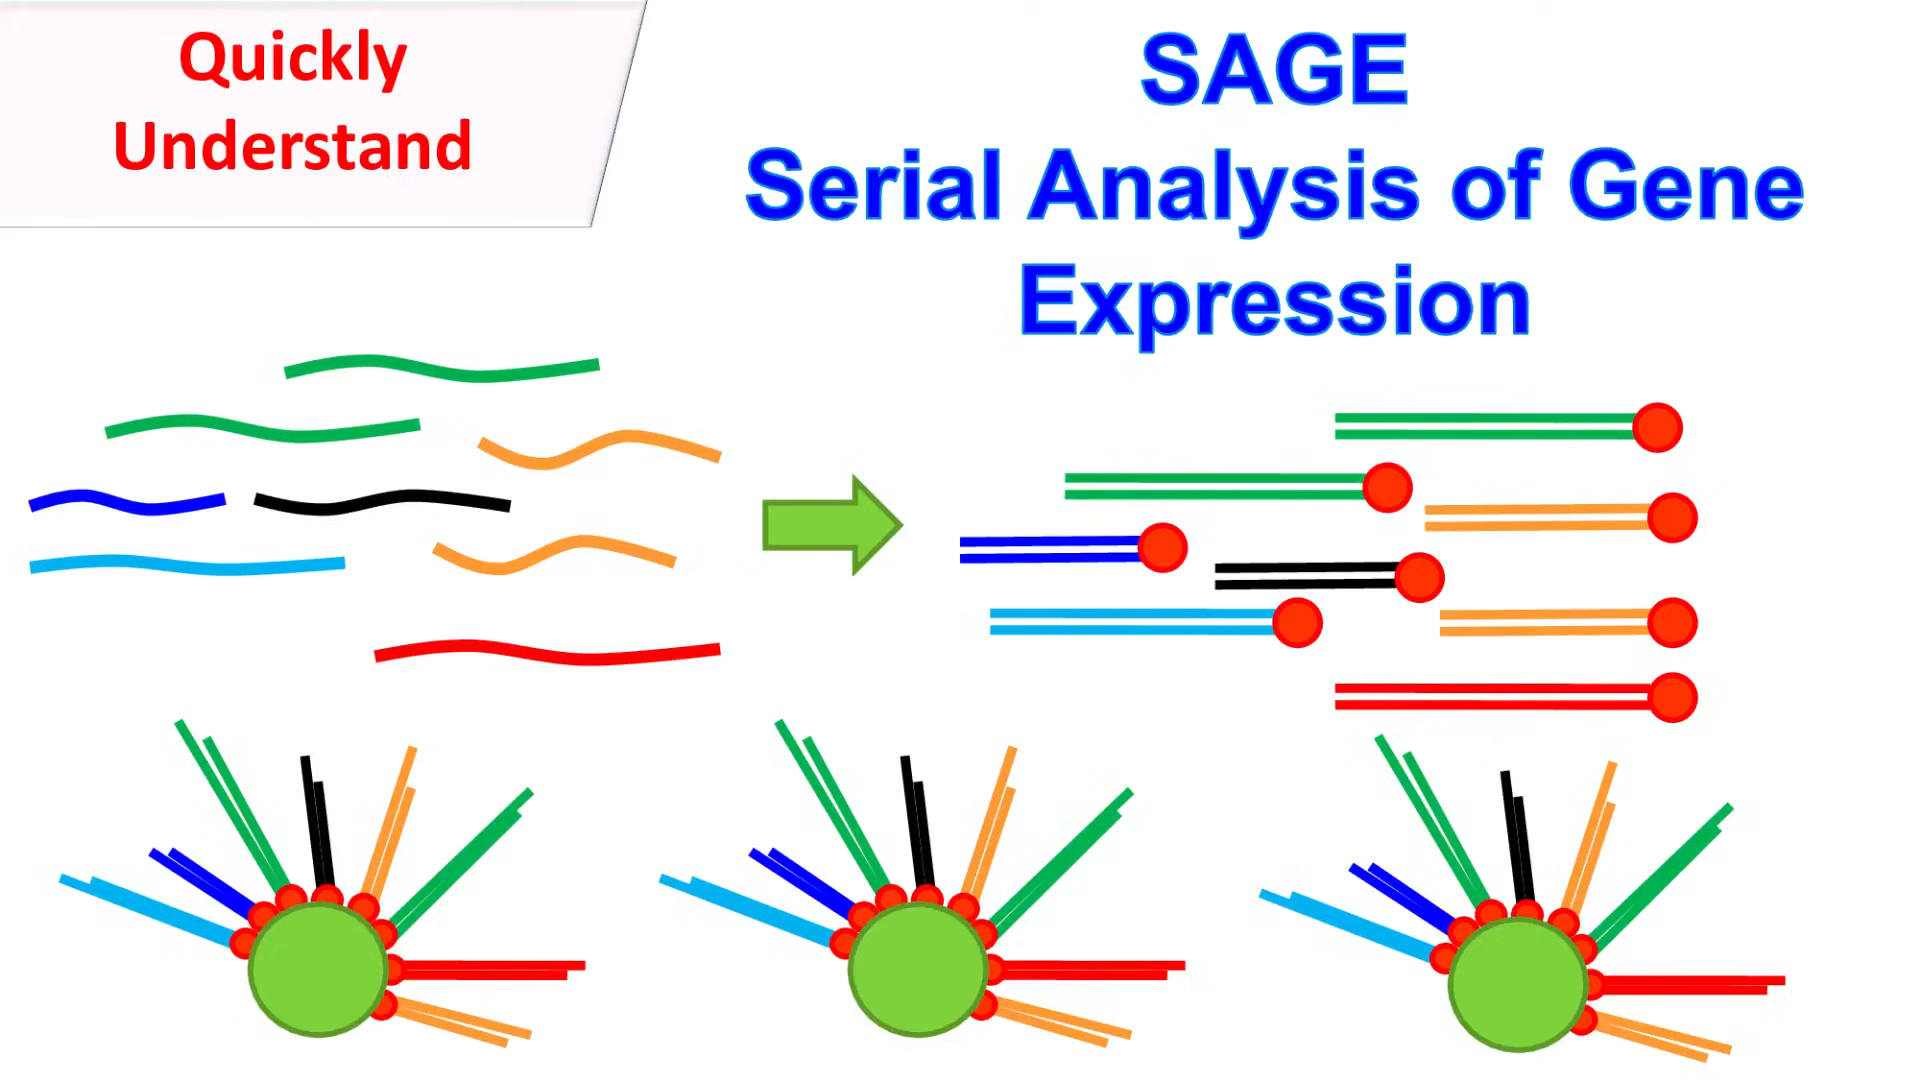 Quickly
Understand
SAGE
Serial Analysis of Gene
Expression